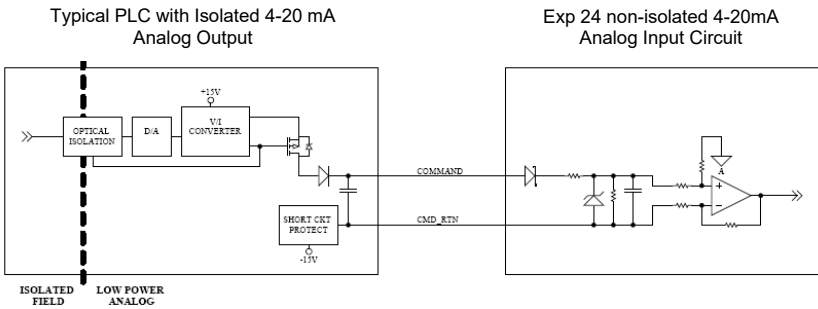 Typical PLC with Isolated 4-20 mA
Analog Output
Exp 24 non-isolated 4-20mA
Analog Input Circuit
+15V
OPTICAL
ISOLATION
D/A
V/I
CONVERTER
COMMAND
A
+
−
SHORT CKT
PROTECT
CMD_RTN
-15V
ISOLATED
FIELD
LOW POWER
ANALOG